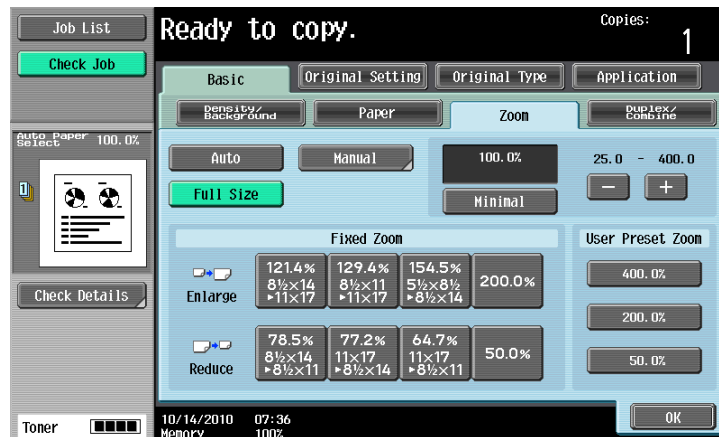 Job List
Check Job
Auto Paper
Select 100.0%
1
Check Details
Toner
Ready to copy.
Copies:
1
Basic
Original Setting
Original Type
Application
Density/
Background
Paper
Zoom
Duplex/
Combine
Auto
Manual
100.0%
25.0 - 400.0
Full Size
Minimal
− +
Fixed Zoom
User Preset Zoom
Enlarge
121.4%
8½×14
▸11×17
129.4%
8½×11
▸11×17
154.5%
5½×8½
▸8½×14
200.0%
Reduce
78.5%
8½×14
▸8½×11
77.2%
11×17
▸8½×14
64.7%
11×17
▸8½×11
50.0%
400.0%
200.0%
50.0%
10/14/2010 07:36
Memory 100%
OK